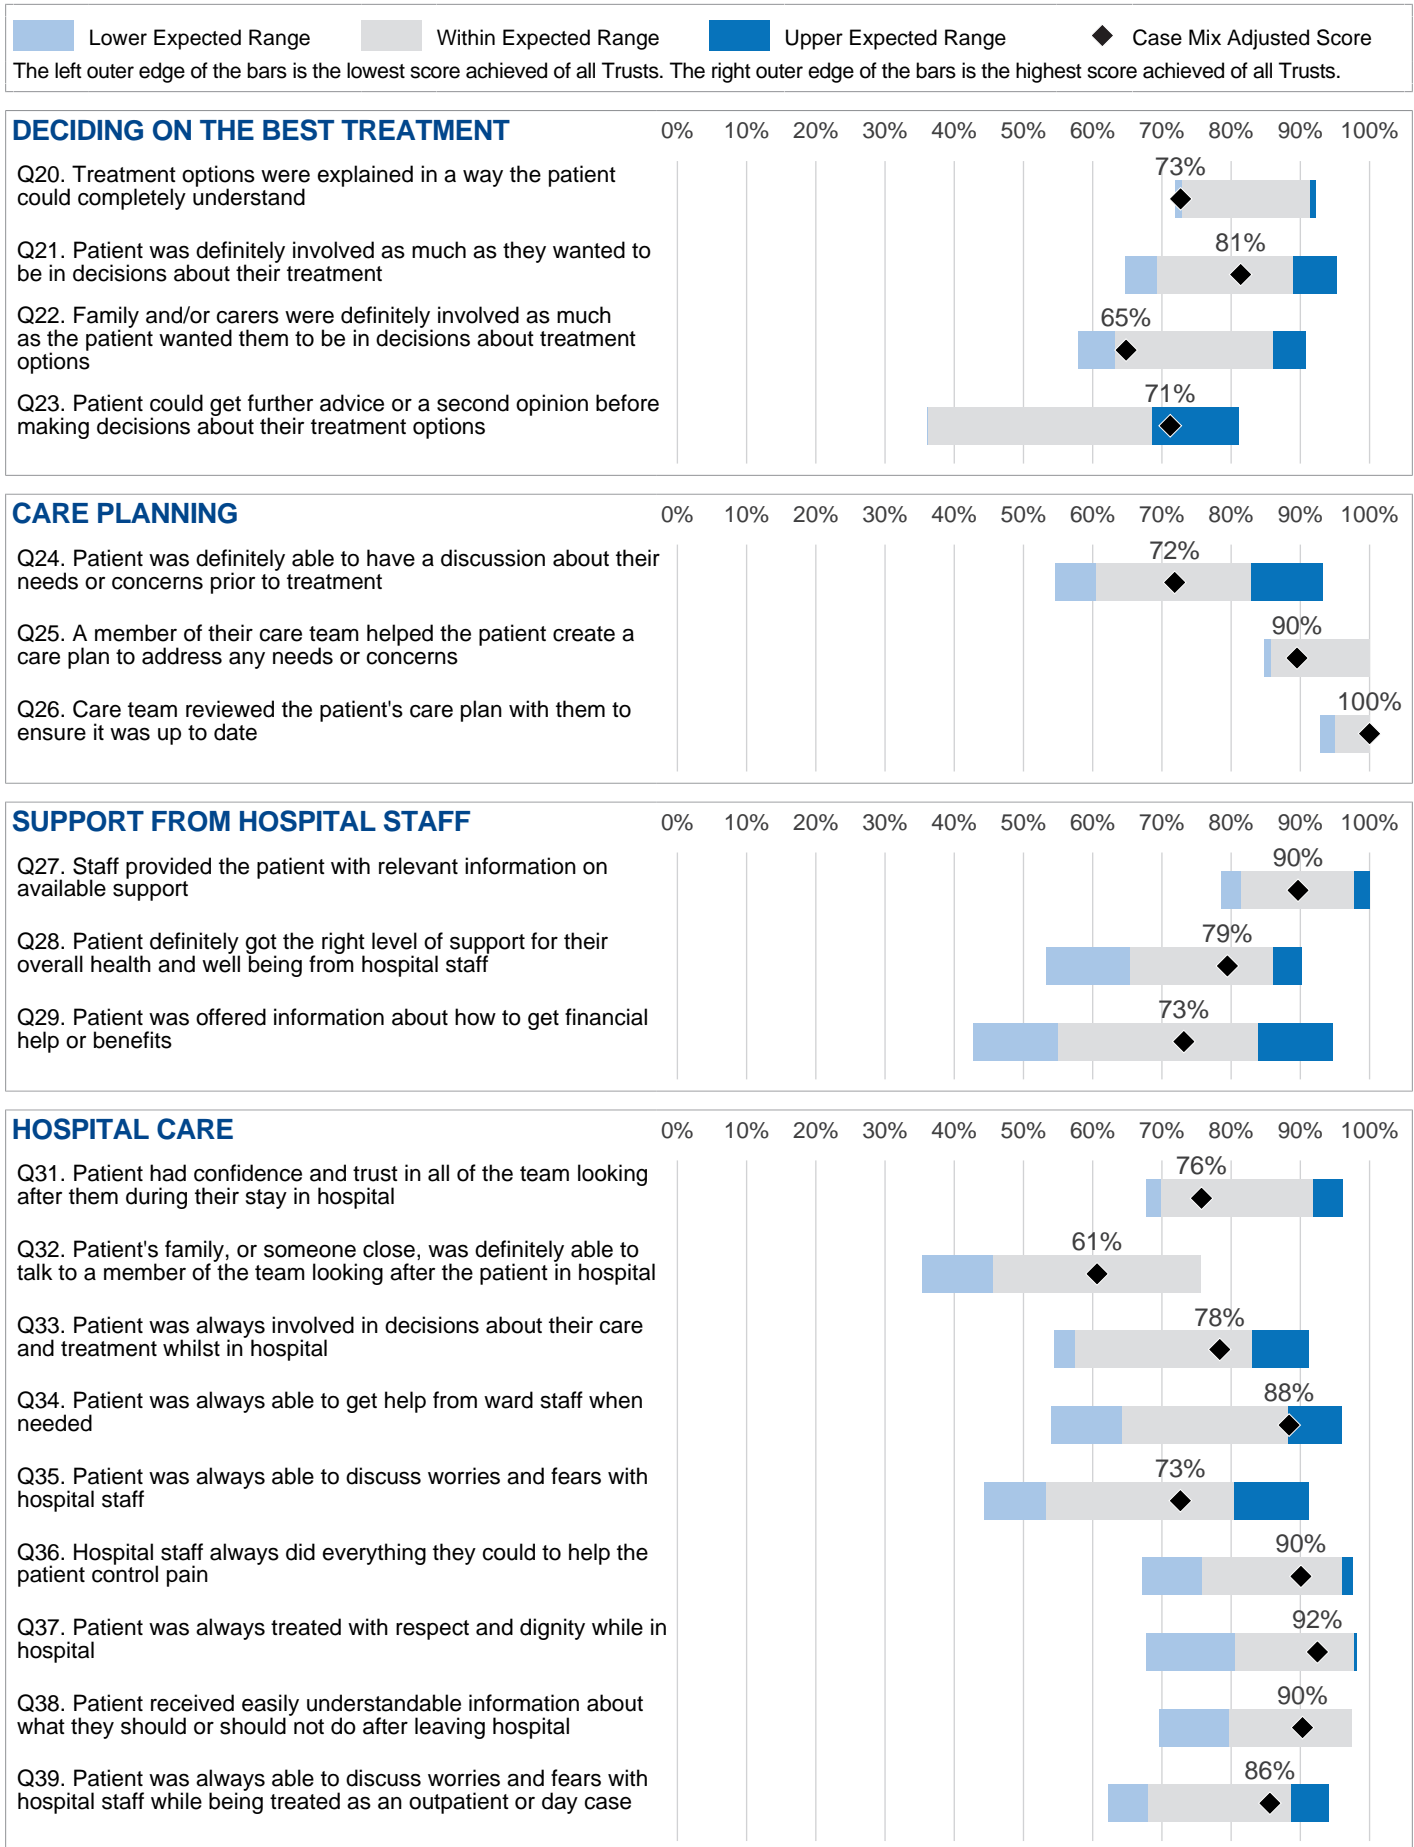 Lower Expected Range Within Expected Range Upper Expected Range Case Mix Adjusted Score
The left outer edge of the bars is the lowest score achieved of all Trusts. The right outer edge of the bars is the highest score achieved of all Trusts.
DECIDING ON THE BEST TREATMENT 0% 10% 20% 30% 40% 50% 60% 70% 80% 90% 100%
Q20. Treatment options were explained in a way the patient
could completely understand
73%
Q21. Patient was definitely involved as much as they wanted to
be in decisions about their treatment
81%
Q22. Family and/or carers were definitely involved as much
as the patient wanted them to be in decisions about treatment
options
65%
Q23. Patient could get further advice or a second opinion before
making decisions about their treatment options
71%
CARE PLANNING 0% 10% 20% 30% 40% 50% 60% 70% 80% 90% 100%
Q24. Patient was definitely able to have a discussion about their
needs or concerns prior to treatment
72%
Q25. A member of their care team helped the patient create a
care plan to address any needs or concerns
90%
Q26. Care team reviewed the patient's care plan with them to
ensure it was up to date
100%
SUPPORT FROM HOSPITAL STAFF 0% 10% 20% 30% 40% 50% 60% 70% 80% 90% 100%
Q27. Staff provided the patient with relevant information on
available support
90%
Q28. Patient definitely got the right level of support for their
overall health and well being from hospital staff
79%
Q29. Patient was offered information about how to get financial
help or benefits
73%
HOSPITAL CARE 0% 10% 20% 30% 40% 50% 60% 70% 80% 90% 100%
Q31. Patient had confidence and trust in all of the team looking
after them during their stay in hospital
76%
Q32. Patient's family, or someone close, was definitely able to
talk to a member of the team looking after the patient in hospital
61%
Q33. Patient was always involved in decisions about their care
and treatment whilst in hospital
78%
Q34. Patient was always able to get help from ward staff when
needed
88%
Q35. Patient was always able to discuss worries and fears with
hospital staff
73%
Q36. Hospital staff always did everything they could to help the
patient control pain
90%
Q37. Patient was always treated with respect and dignity while in
hospital
92%
Q38. Patient received easily understandable information about
what they should or should not do after leaving hospital
90%
Q39. Patient was always able to discuss worries and fears with
hospital staff while being treated as an outpatient or day case
86%